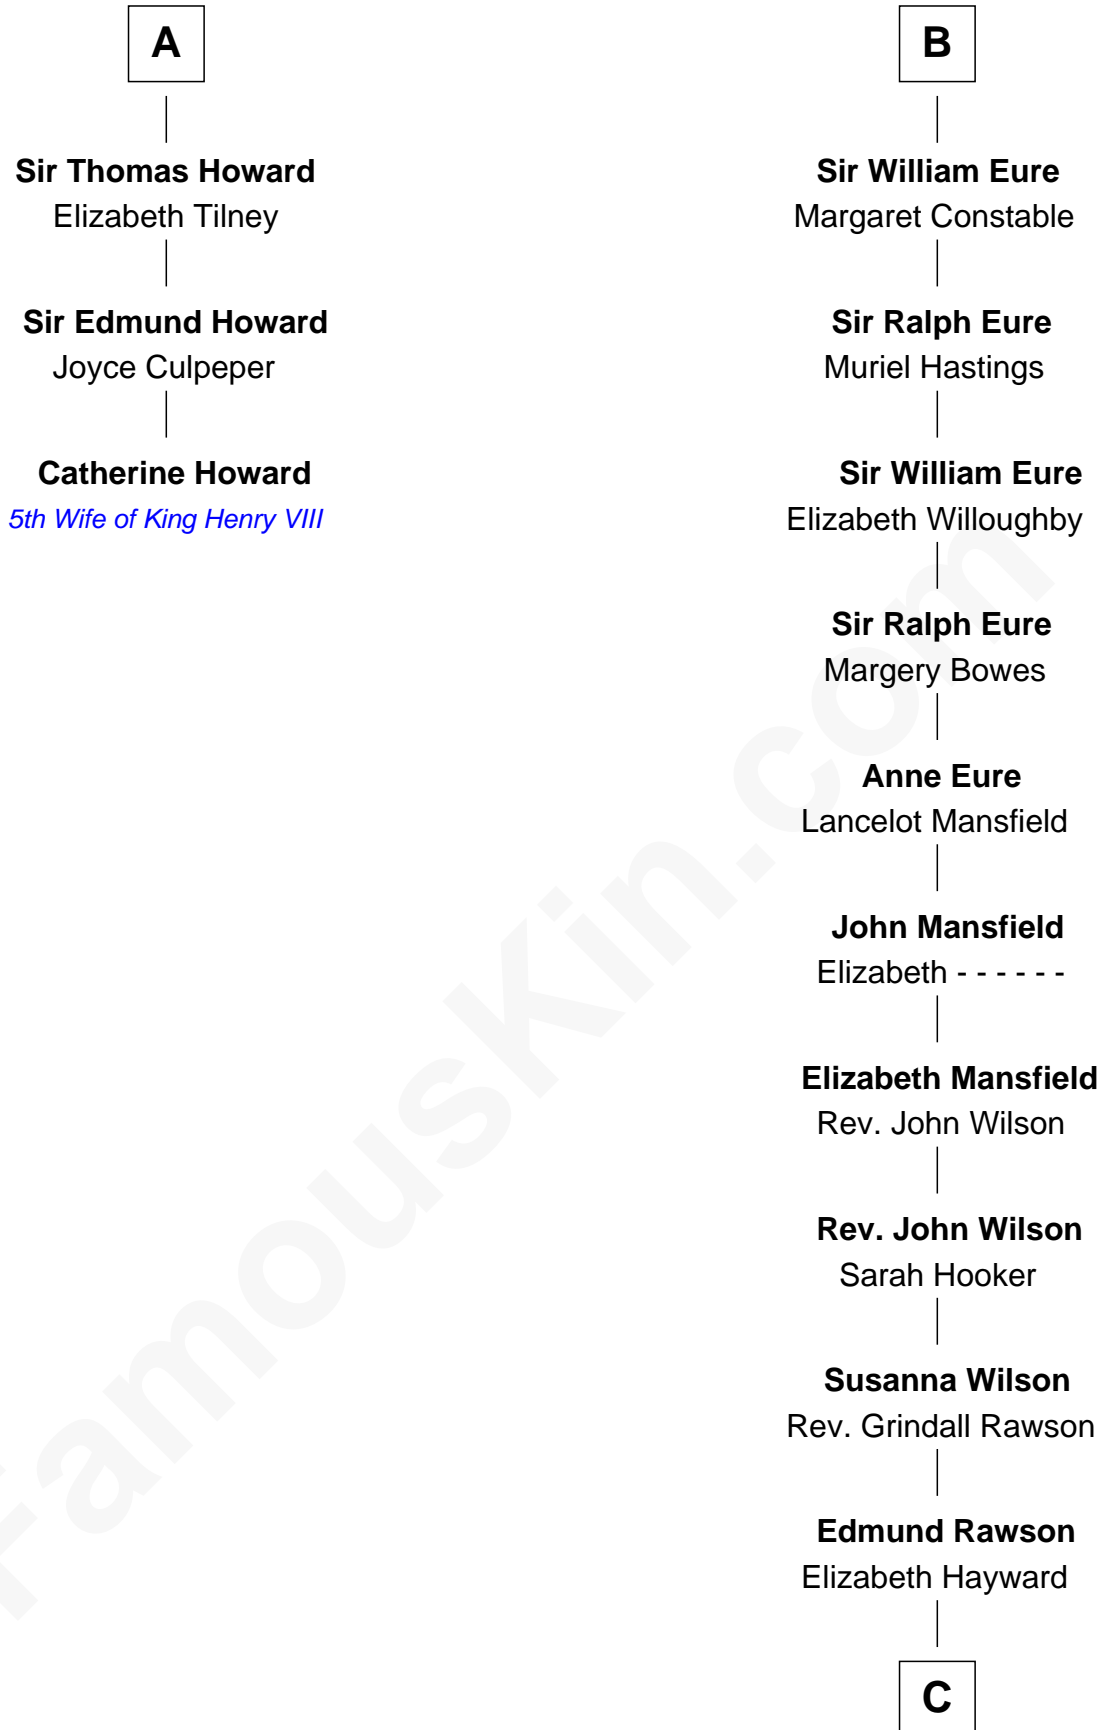 A
Sir Thomas Howard
Elizabeth Tilney
Sir Edmund Howard
Joyce Culpeper
Catherine Howard
5th Wife of King Henry VIII
B
Sir William Eure
Margaret Constable
Sir Ralph Eure
Muriel Hastings
Sir William Eure
Elizabeth Willoughby
Sir Ralph Eure
Margery Bowes
Anne Eure
Lancelot Mansfield
John Mansfield
Elizabeth - - - - - -
Elizabeth Mansfield
Rev. John Wilson
Rev. John Wilson
Sarah Hooker
Susanna Wilson
Rev. Grindall Rawson
Edmund Rawson
Elizabeth Hayward
C
FamousKin.com